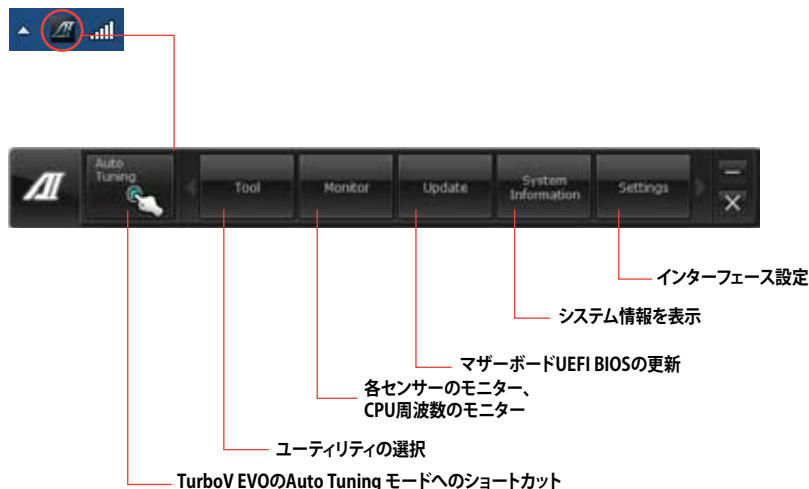 Auto
Tuning
Tool
Monitor
Update
System
Information
Settings
インターフェース設定
システム情報を表示
マザーボードUEFI BIOSの更新
各センサーのモニター、
CPU周波数のモニター
ユーティリティの選択
TurboV EVOのAuto Tuning モードへのショートカット